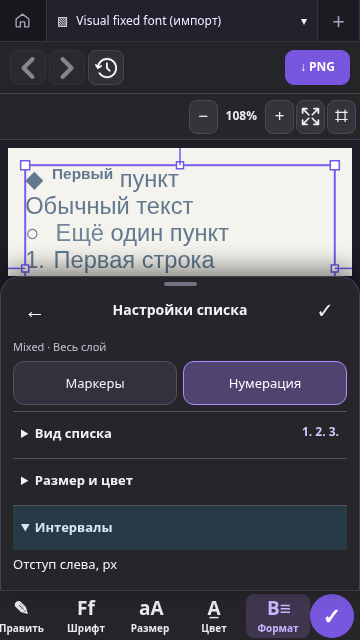 Visual fixed font (импорт)
↓ PNG
108%
◆ Первый пункт
Обычный текст
○ Ещё один пункт
1. Первая строка
Настройки списка
Mixed · Весь слой
Маркеры
Нумерация
Вид списка
1. 2. 3.
Размер и цвет
Интервалы
Отступ слева, px
Ff
aA
A
B≡
Править
Шрифт
Размер
Цвет
Формат